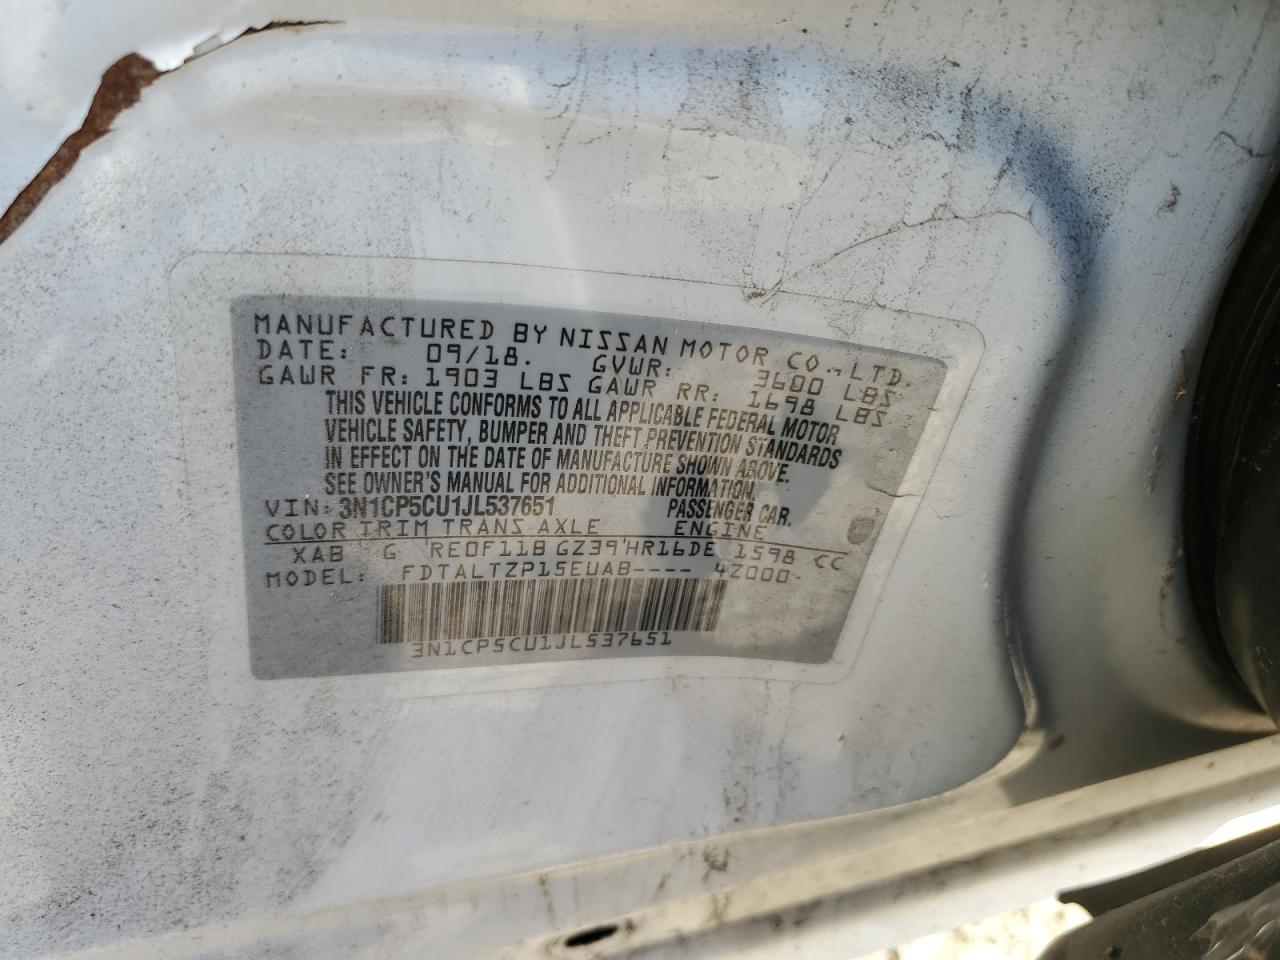 MANUFACTURED BY NISSAN MOTOR CO., LTD.
DATE: 09/18. GVWR: 3600 LBS
GAWR FR: 1903 LBS GAWR RR: 1698 LBS
THIS VEHICLE CONFORMS TO ALL APPLICABLE FEDERAL MOTOR
VEHICLE SAFETY, BUMPER AND THEFT PREVENTION STANDARDS
IN EFFECT ON THE DATE OF MANUFACTURE SHOWN ABOVE.
SEE OWNER'S MANUAL FOR ADDITIONAL INFORMATION.
VIN: 3N1CP5CU1JL537651 PASSENGER CAR.
COLOR TRIM TRANS AXLE ENGINE
XAB G RE0F11B GZ39 HR16DE 1598 CC
MODEL: FDTALTZP15EUAB---- 4Z000
3N1CP5CU1JL537651